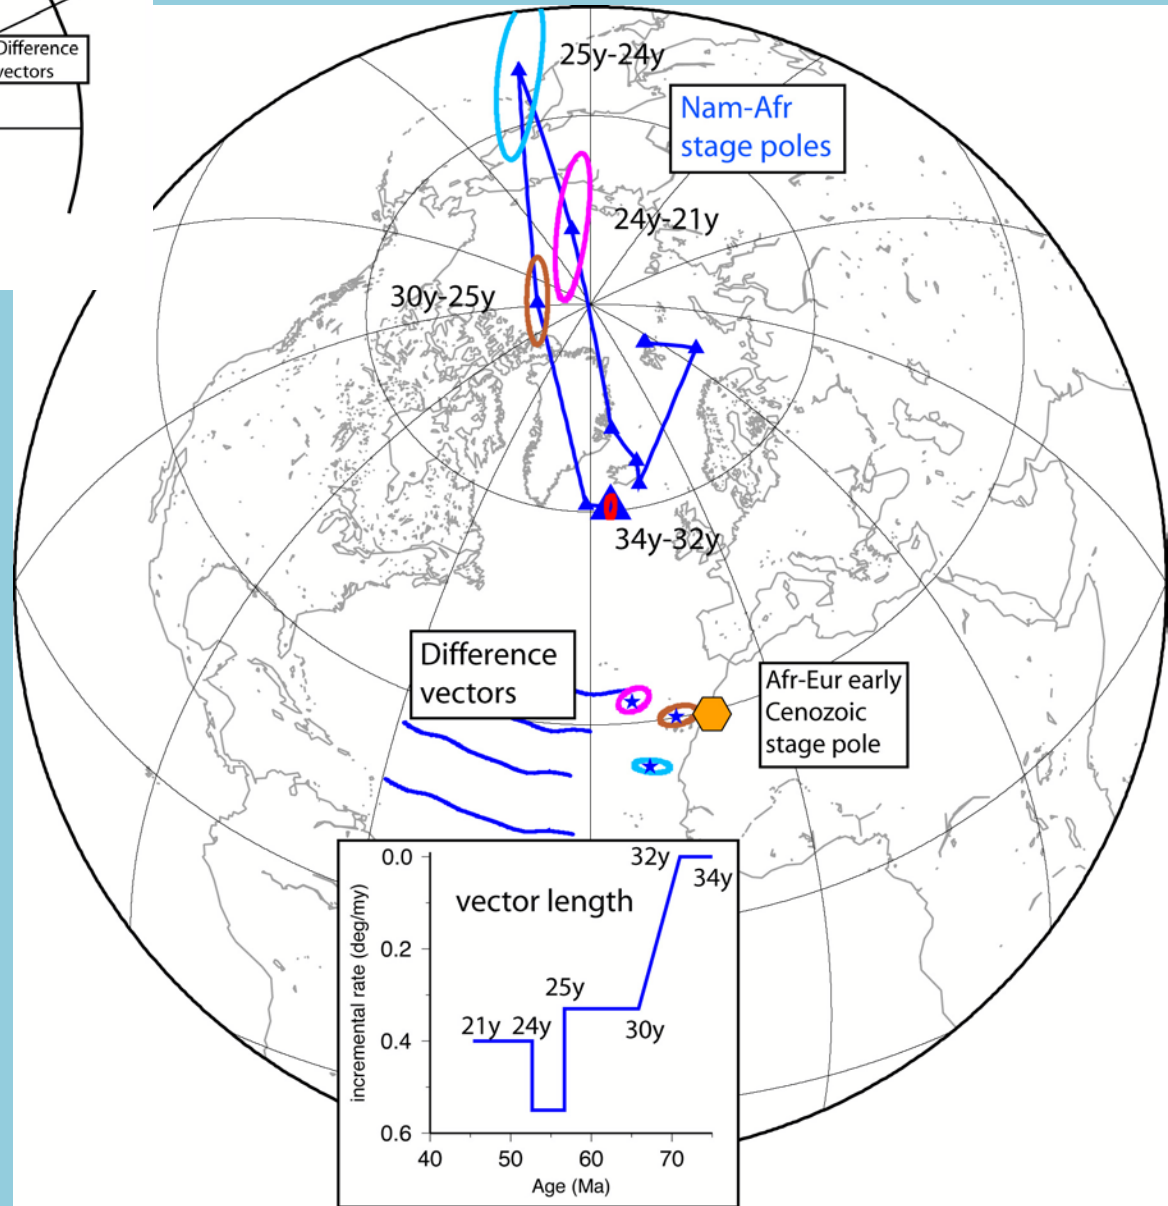 Difference
vectors
25y-24y
Nam-Afr
stage poles
24y-21y
30y-25y
34y-32y
Difference
vectors
Afr-Eur early
Cenozoic
stage pole
0.0
0.2
0.4
0.6
incremental rate (deg/my)
vector length
32y
34y
25y
21y 24y
30y
40 50 60 70
Age (Ma)